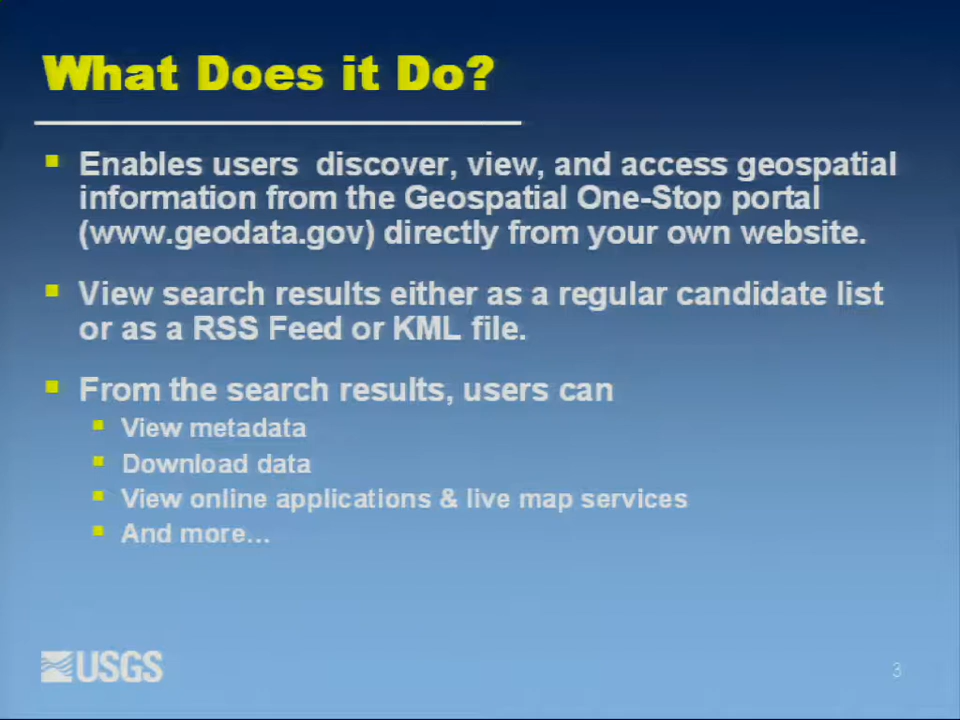 What Does it Do?
Enables users discover, view, and access geospatial
information from the Geospatial One-Stop portal
(www.geodata.gov) directly from your own website.
View search results either as a regular candidate list
or as a RSS Feed or KML file.
From the search results, users can
View metadata
Download data
View online applications & live map services
And more...
USGS
3